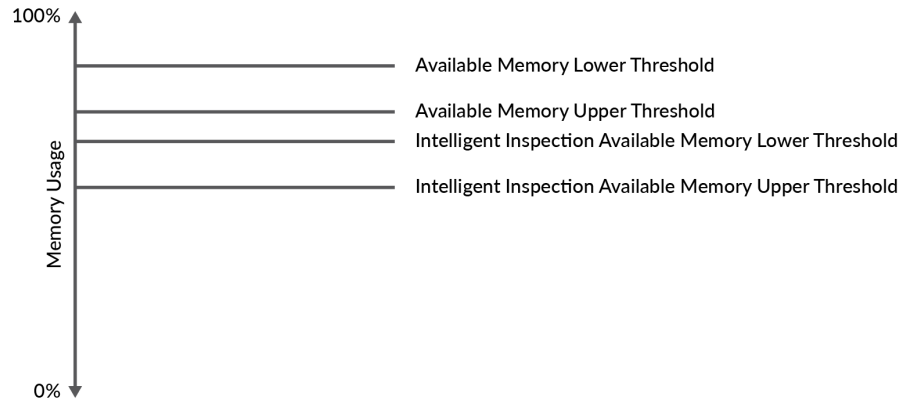 100%
Available Memory Lower Threshold
Available Memory Upper Threshold
Intelligent Inspection Available Memory Lower Threshold
Intelligent Inspection Available Memory Upper Threshold
Memory Usage
0%